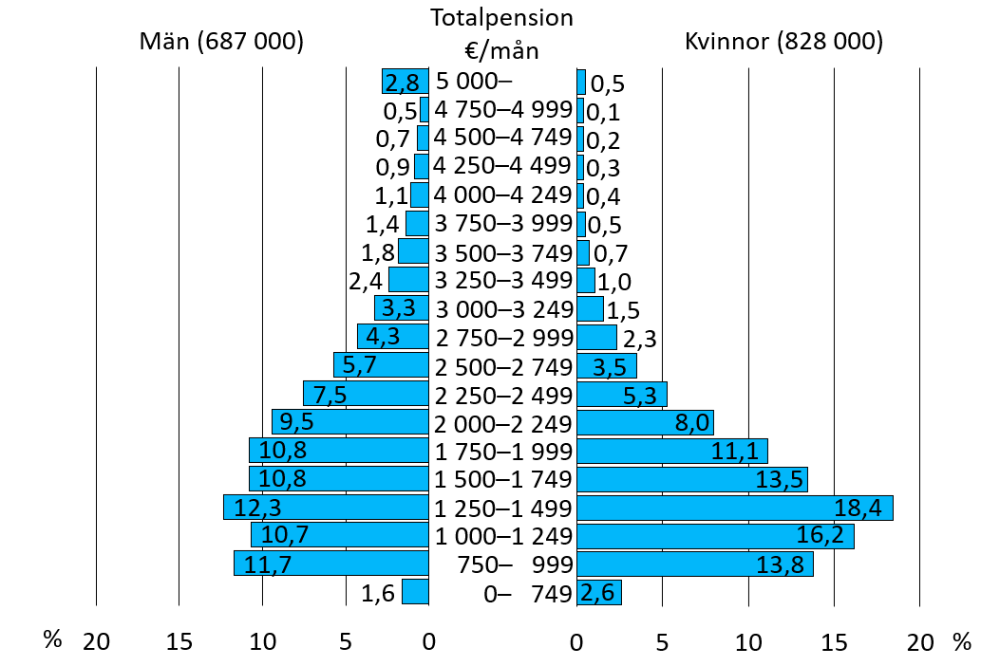 Totalpension
€/mån
Män (687 000)
Kvinnor (828 000)
2,8 5 000– 0,5
0,5 4 750–4 999 0,1
0,7 4 500–4 749 0,2
0,9 4 250–4 499 0,3
1,1 4 000–4 249 0,4
1,4 3 750–3 999 0,5
1,8 3 500–3 749 0,7
2,4 3 250–3 499 1,0
3,3 3 000–3 249 1,5
4,3 2 750–2 999 2,3
5,7 2 500–2 749 3,5
7,5 2 250–2 499 5,3
9,5 2 000–2 249 8,0
10,8 1 750–1 999 11,1
10,8 1 500–1 749 13,5
12,3 1 250–1 499 18,4
10,7 1 000–1 249 16,2
11,7 750– 999 13,8
1,6 0– 749 2,6
% 20 15 10 5 0 0 5 10 15 20 %